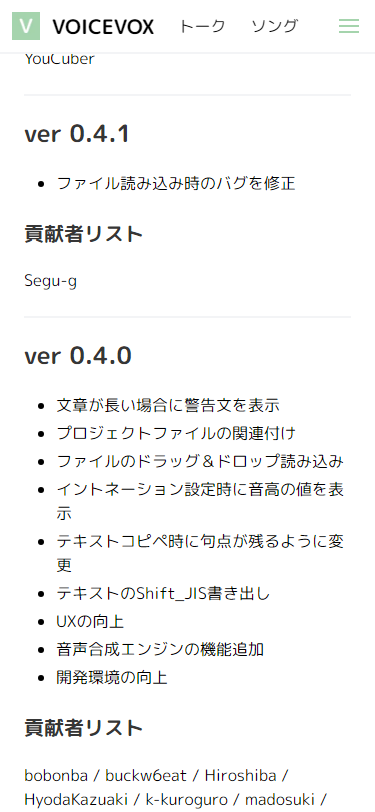 V VOICEVOX トーク ソング
YouCuber
ver 0.4.1
ファイル読み込み時のバグを修正
貢献者リスト
Segu-g
ver 0.4.0
文章が長い場合に警告文を表示
プロジェクトファイルの関連付け
ファイルのドラッグ＆ドロップ読み込み
イントネーション設定時に音高の値を表
示
テキストコピペ時に句点が残るように変
更
テキストのShift_JIS書き出し
UXの向上
音声合成エンジンの機能追加
開発環境の向上
貢献者リスト
bobonba / buckw6eat / Hiroshiba /
HyodaKazuaki / k-kuroguro / madosuki /